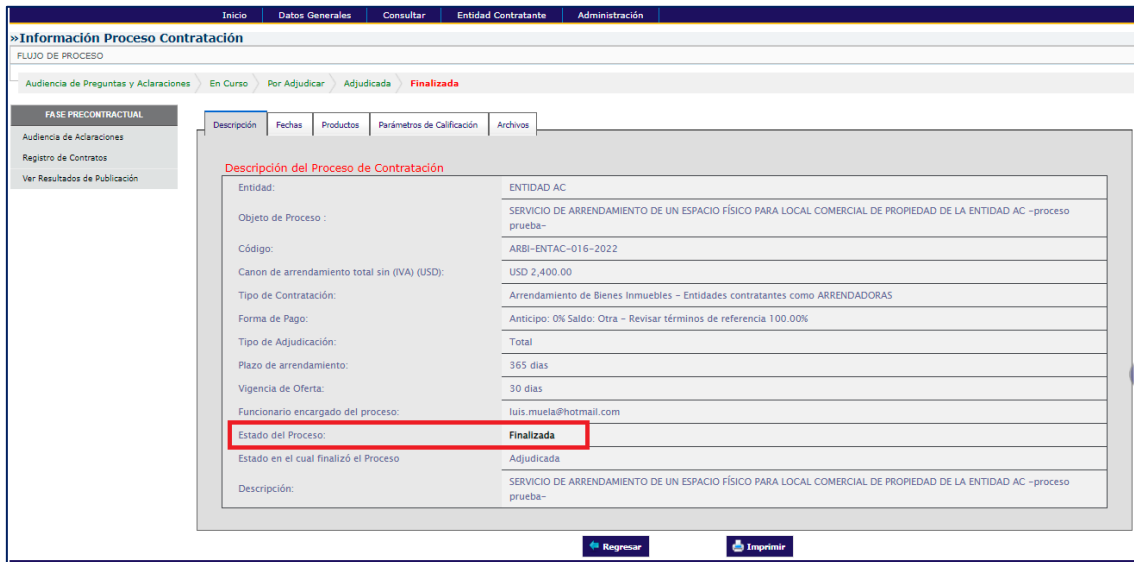 Inicio Datos Generales Consultar Entidad Contratante Administración
»Información Proceso Contratación
FLUJO DE PROCESO
Audiencia de Preguntas y Aclaraciones En Curso Por Adjudicar Adjudicada Finalizada
FASE PRECONTRACTUAL
Audiencia de Aclaraciones
Registro de Contratos
Ver Resultados de Publicación
Descripción Fechas Productos Parámetros de Calificación Archivos
Descripción del Proceso de Contratación
Entidad: ENTIDAD AC
Objeto de Proceso : SERVICIO DE ARRENDAMIENTO DE UN ESPACIO FÍSICO PARA LOCAL COMERCIAL DE PROPIEDAD DE LA ENTIDAD AC -proceso
prueba-
Código: ARBI-ENTAC-016-2022
Canon de arrendamiento total sin (IVA) (USD): USD 2,400.00
Tipo de Contratación: Arrendamiento de Bienes Inmuebles - Entidades contratantes como ARRENDADORAS
Forma de Pago: Anticipo: 0% Saldo: Otra - Revisar términos de referencia 100.00%
Tipo de Adjudicación: Total
Plazo de arrendamiento: 365 dias
Vigencia de Oferta: 30 dias
Funcionario encargado del proceso: luis.muela@hotmail.com
Estado del Proceso: Finalizada
Estado en el cual finalizó el Proceso Adjudicada
Descripción: SERVICIO DE ARRENDAMIENTO DE UN ESPACIO FÍSICO PARA LOCAL COMERCIAL DE PROPIEDAD DE LA ENTIDAD AC -proceso
prueba-
Regresar Imprimir